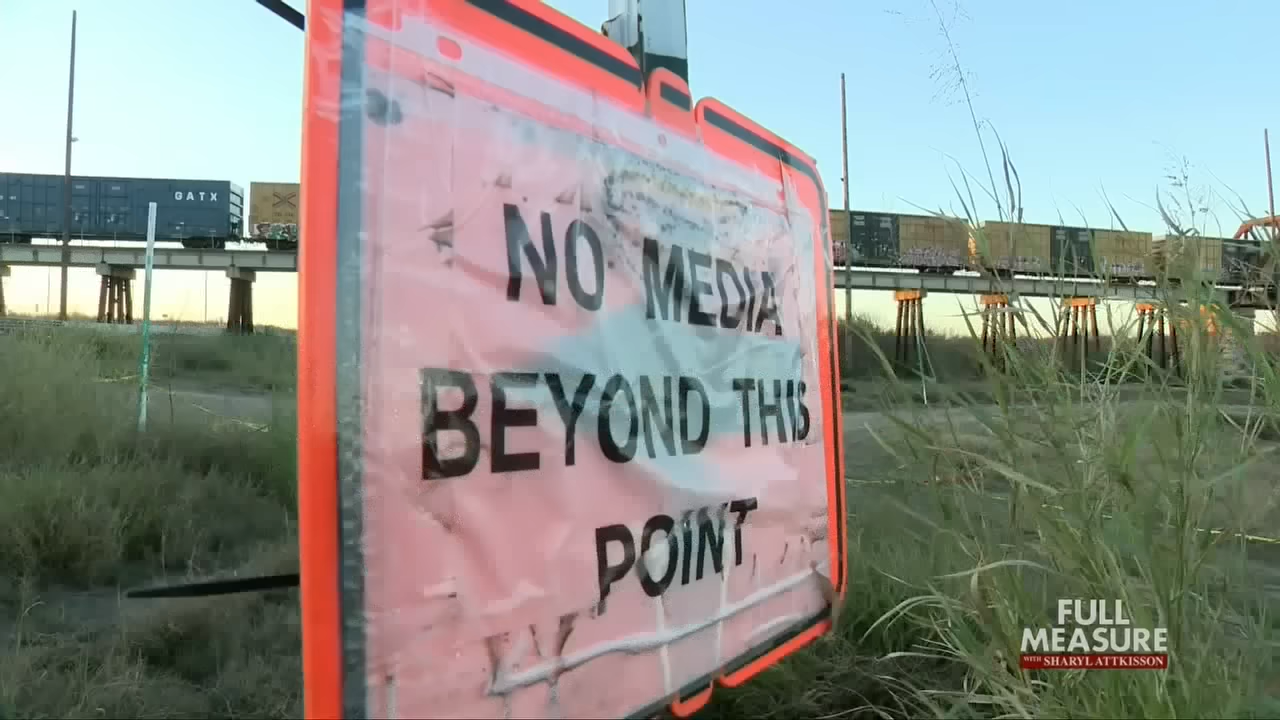 GATX
NO MEDIA
BEYOND THIS
POINT
FULL
MEASURE
WITH SHARYL ATTKISSON